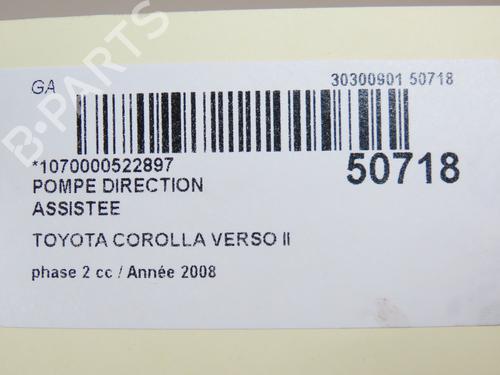 B-PARTS
GA
30300901 50718
*1070000522897
50718
POMPE DIRECTION
ASSISTEE
TOYOTA COROLLA VERSO II
phase 2 cc / Année 2008